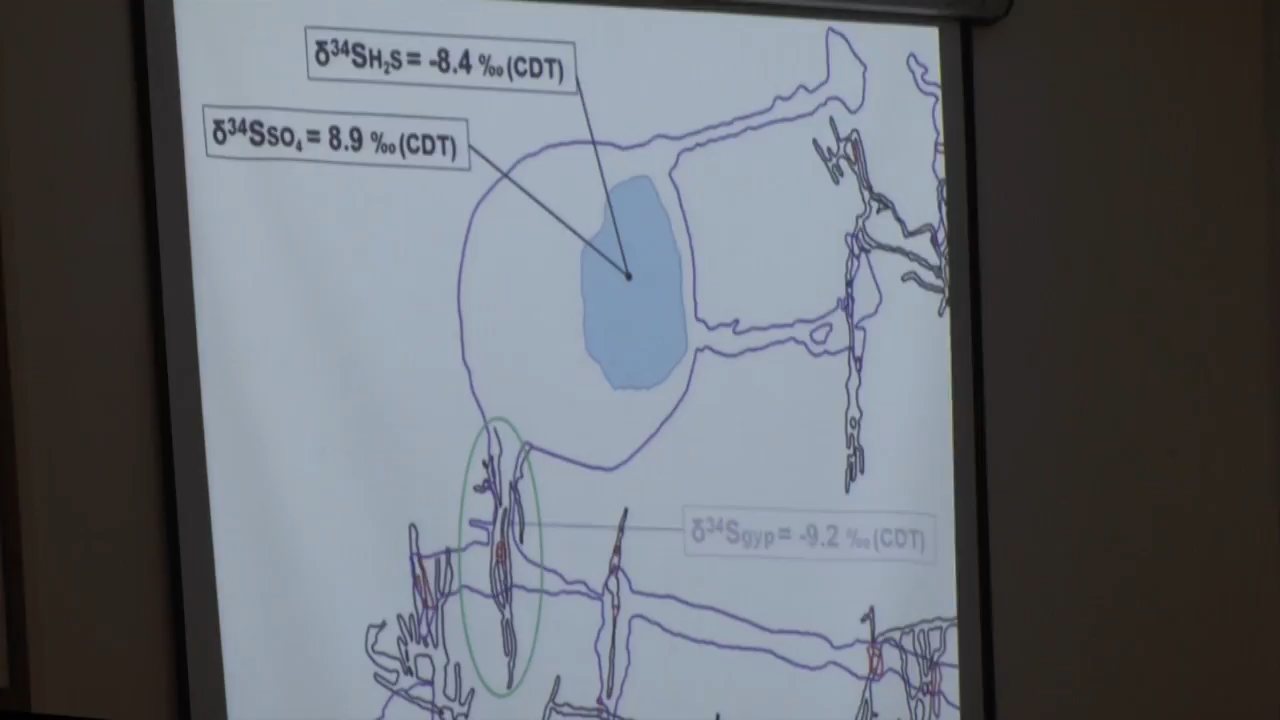 δ³⁴SH₂S = -8.4 ‰ (CDT)
δ³⁴SSO₄ = 8.9 ‰ (CDT)
δ³⁴Sgyp = -9.2 ‰ (CDT)